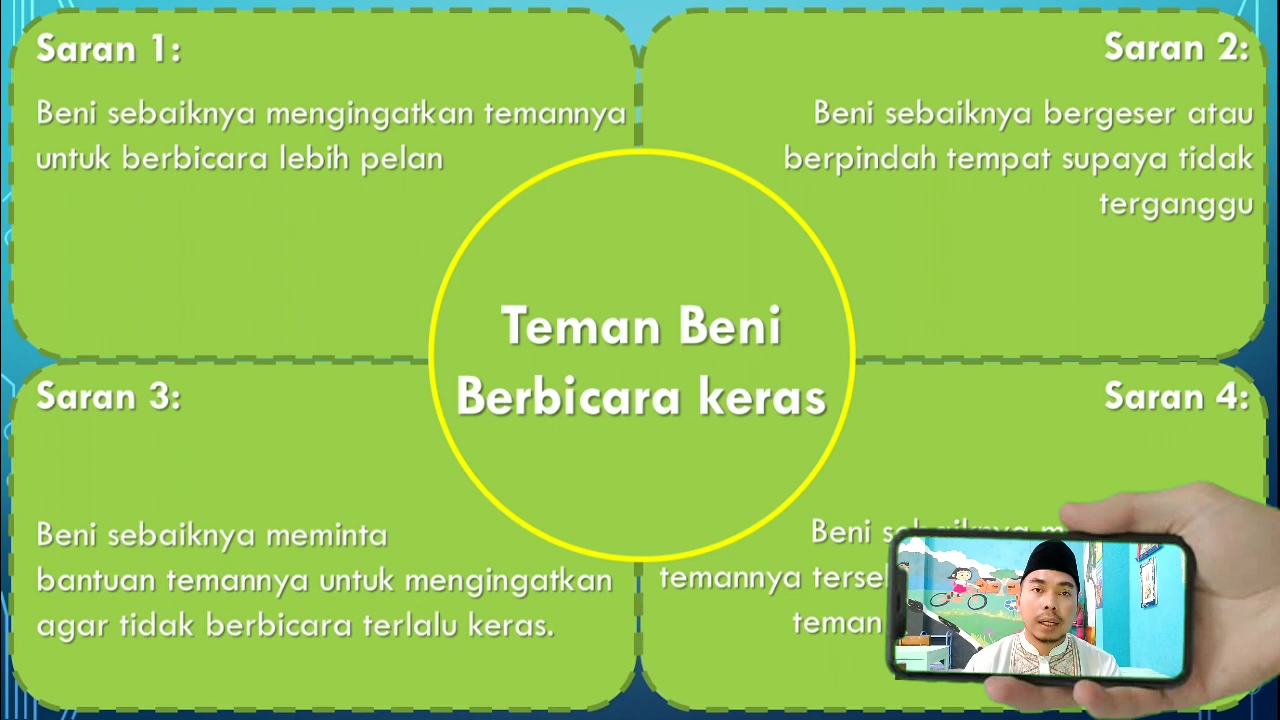 Saran 1:
Beni sebaiknya mengingatkan temannya
untuk berbicara lebih pelan
Saran 2:
Beni sebaiknya bergeser atau
berpindah tempat supaya tidak
terganggu
Teman Beni
Berbicara keras
Saran 3:
Beni sebaiknya meminta
bantuan temannya untuk mengingatkan
agar tidak berbicara terlalu keras.
Saran 4:
Beni sebaiknya
temannya
teman